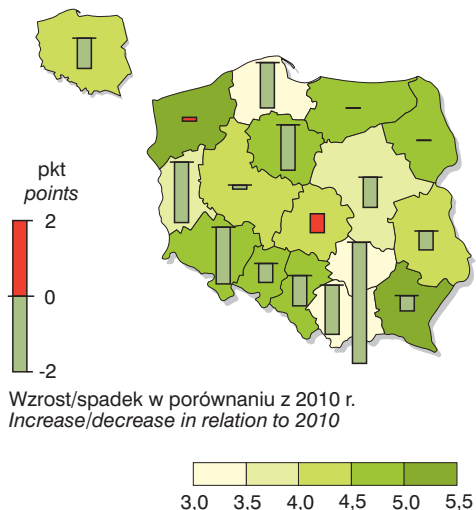 pkt
points
2
0
-2
Wzrost/spadek w porównaniu z 2010 r.
Increase/decrease in relation to 2010
3,0 3,5 4,0 4,5 5,0 5,5